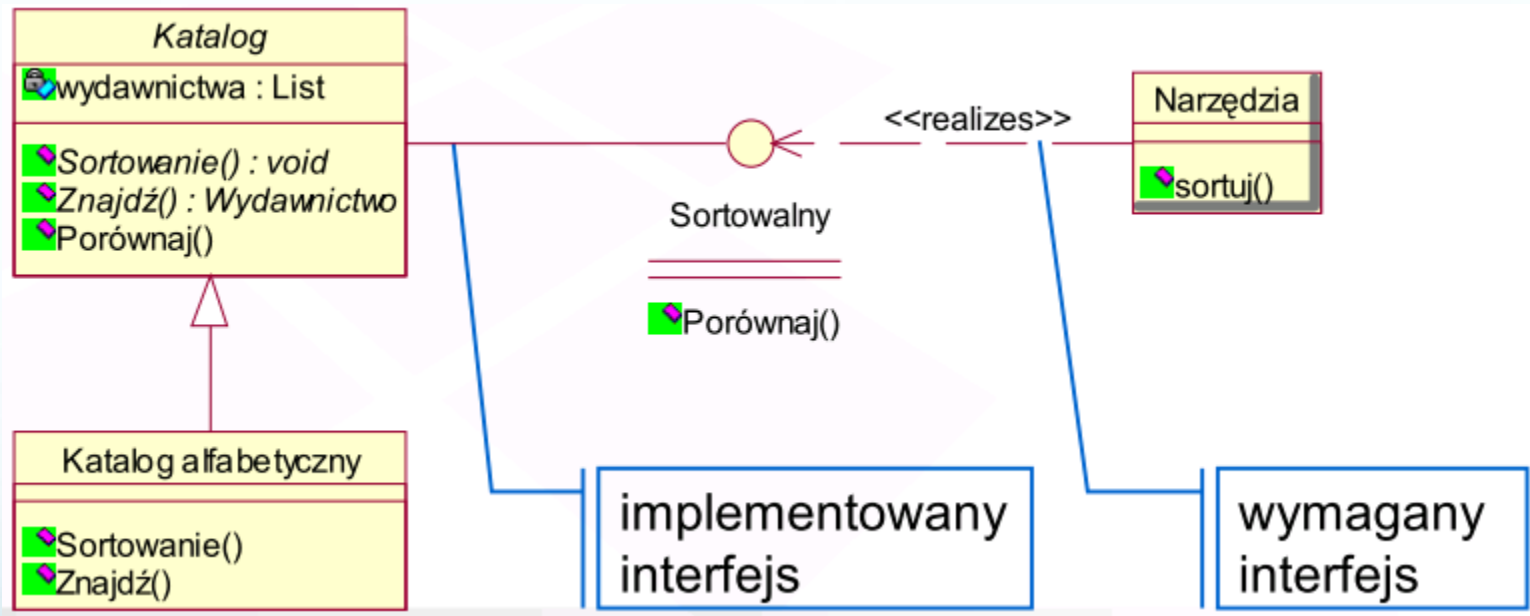 Katalog
wydawnictwa : List
Sortowanie() : void
Znajdź() : Wydawnictwo
Porównaj()
<<realizes>>
Narzędzia
sortuj()
Sortowalny
Porównaj()
Katalog alfabetyczny
Sortowanie()
Znajdź()
implementowany
interfejs
wymagany
interfejs